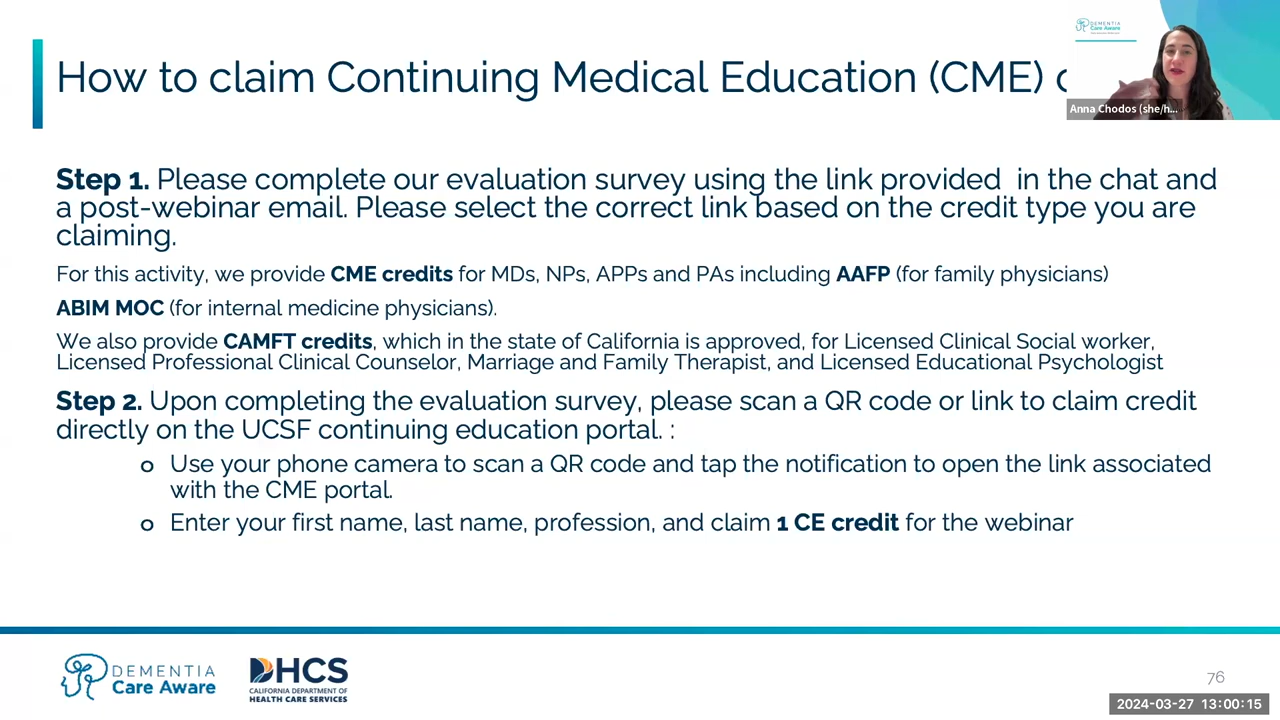 How to claim Continuing Medical Education (CME)
DEMENTIA
Care Aware
Anna Chodos (she/h...
Step 1. Please complete our evaluation survey using the link provided  in the chat and
a post-webinar email. Please select the correct link based on the credit type you are
claiming.
For this activity, we provide CME credits for MDs, NPs, APPs and PAs including AAFP (for family physicians)
ABIM MOC (for internal medicine physicians).
We also provide CAMFT credits, which in the state of California is approved, for Licensed Clinical Social worker,
Licensed Professional Clinical Counselor, Marriage and Family Therapist, and Licensed Educational Psychologist
Step 2. Upon completing the evaluation survey, please scan a QR code or link to claim credit
directly on the UCSF continuing education portal. :
o Use your phone camera to scan a QR code and tap the notification to open the link associated
with the CME portal.
o Enter your first name, last name, profession, and claim 1 CE credit for the webinar
DEMENTIA
Care Aware
DHCS
CALIFORNIA DEPARTMENT OF
HEALTH CARE SERVICES
76
2024-03-27 13:00:15